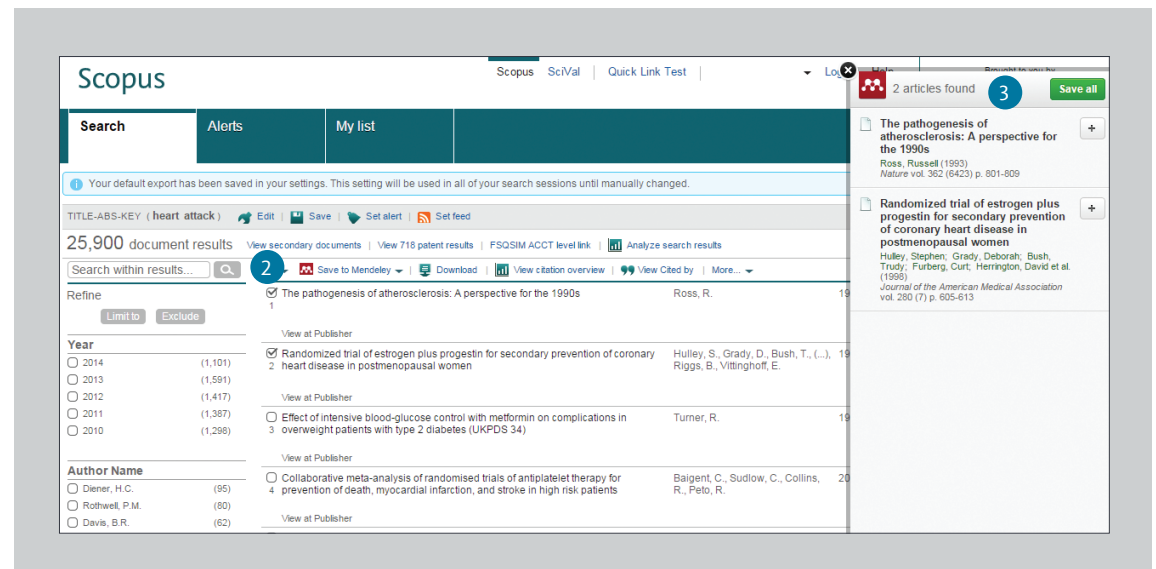 Scopus
Scopus SciVal | Quick Link Test |
Search Alerts My list
Your default export has been saved in your settings. This setting will be used in all of your search sessions until manually changed.
TITLE-ABS-KEY ( heart attack ) Edit | Save | Set alert | Set feed
25,900 document results View secondary documents | View 718 patent results | FSQSIM ACCT level link | Analyze search results
Search within results... 2 Save to Mendeley | Download | View citation overview | View Cited by | More...
Refine
Limit to Exclude
Year
2014 (1,101)
2013 (1,591)
2012 (1,417)
2011 (1,387)
2010 (1,298)
Author Name
Diener, H.C. (95)
Rothwell, P.M. (80)
Davis, B.R. (62)
The pathogenesis of atherosclerosis: A perspective for the 1990s Ross, R.
1
View at Publisher
Randomized trial of estrogen plus progestin for secondary prevention of coronary Hulley, S., Grady, D., Bush, T., (...),
2 heart disease in postmenopausal women Riggs, B., Vittinghoff, E.
View at Publisher
Effect of intensive blood-glucose control with metformin on complications in Turner, R.
3 overweight patients with type 2 diabetes (UKPDS 34)
View at Publisher
Collaborative meta-analysis of randomised trials of antiplatelet therapy for Baigent, C., Sudlow, C., Collins,
4 prevention of death, myocardial infarction, and stroke in high risk patients R., Peto, R.
View at Publisher
2 articles found 3 Save all
The pathogenesis of
atherosclerosis: A perspective for
the 1990s
Ross, Russell (1993)
Nature vol. 362 (6423) p. 801-809
Randomized trial of estrogen plus
progestin for secondary prevention
of coronary heart disease in
postmenopausal women
Hulley, Stephen; Grady, Deborah; Bush,
Trudy; Furberg, Curt; Herrington, David et al.
(1998)
Journal of the American Medical Association
vol. 280 (7) p. 605-613